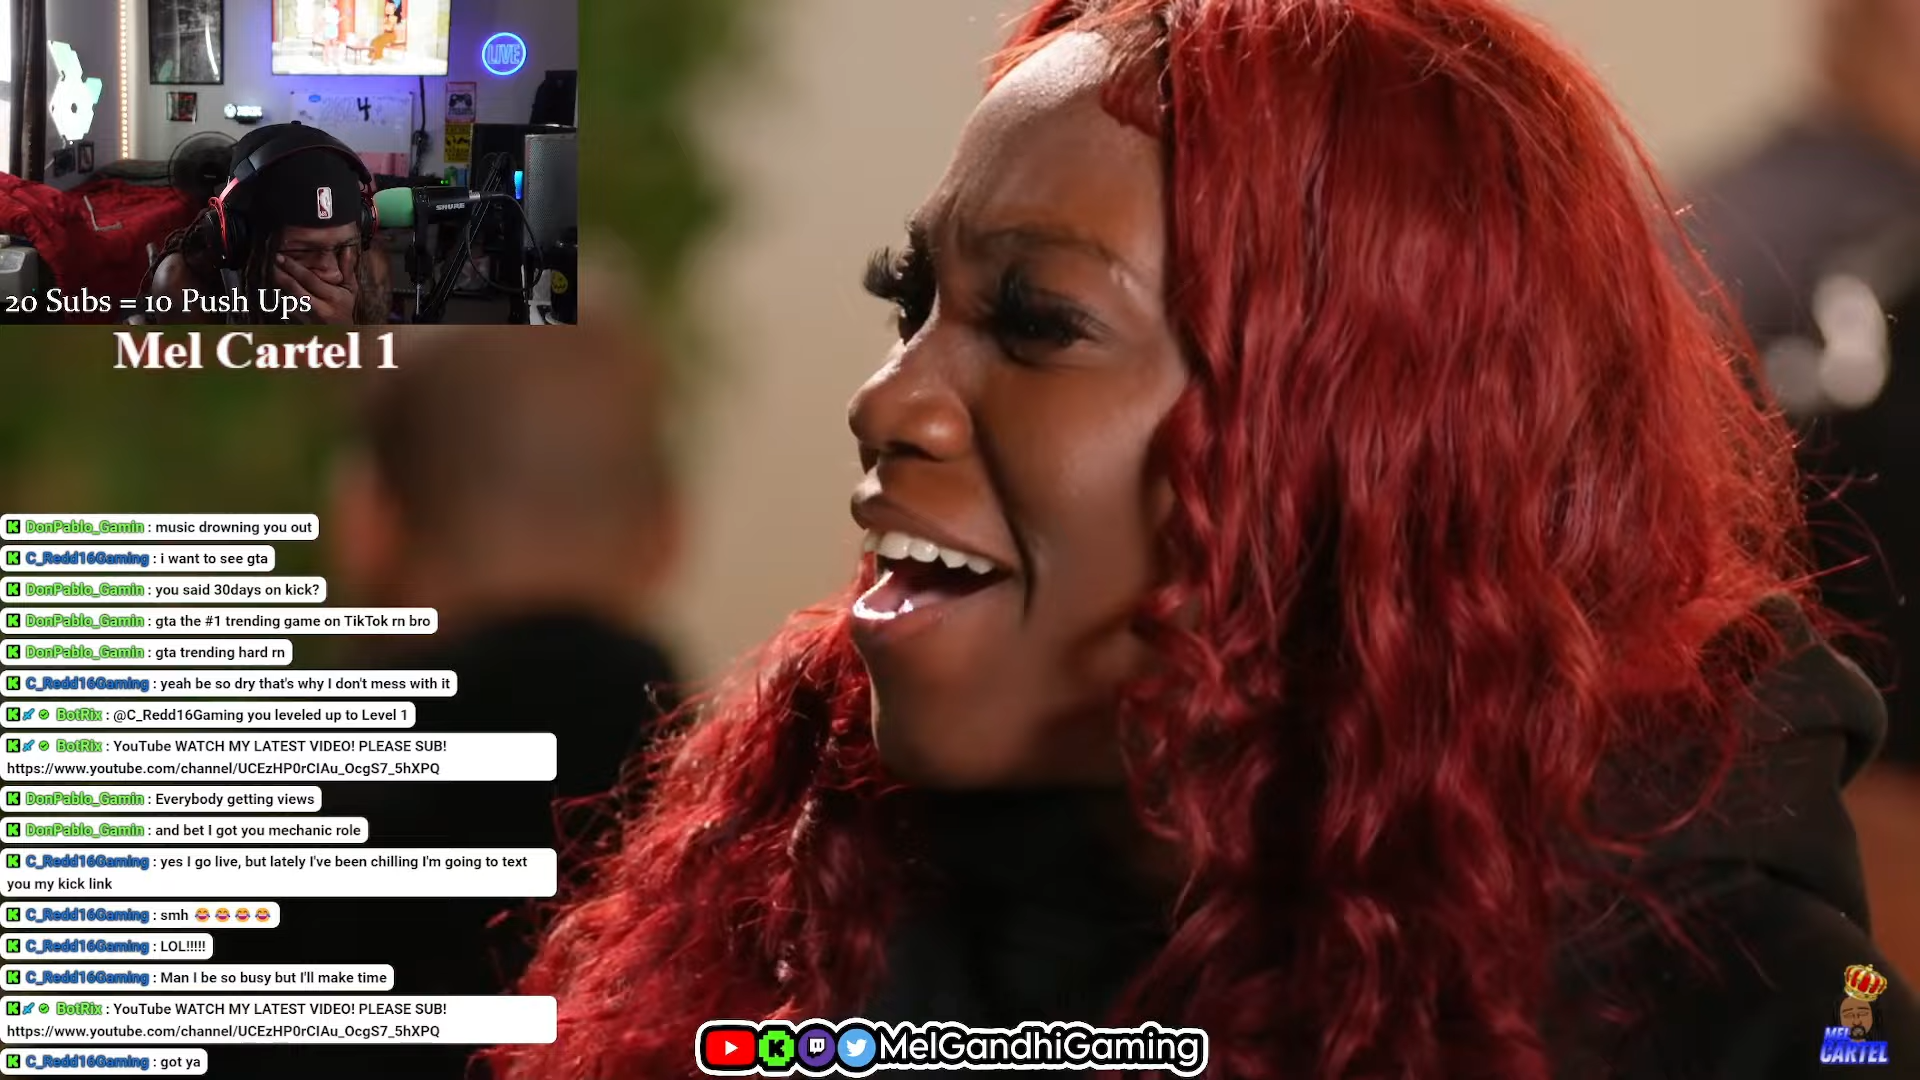 LIVE
SHURE
20 Subs = 10 Push Ups
Mel Cartel 1
DonPablo_Gamin : music drowning you out
C_Redd16Gaming : i want to see gta
DonPablo_Gamin : you said 30days on kick?
DonPablo_Gamin : gta the #1 trending game on TikTok rn bro
DonPablo_Gamin : gta trending hard rn
C_Redd16Gaming : yeah be so dry that's why I don't mess with it
BotRix : @C_Redd16Gaming you leveled up to Level 1
BotRix : YouTube WATCH MY LATEST VIDEO! PLEASE SUB!
https://www.youtube.com/channel/UCEzHP0rCIAu_OcgS7_5hXPQ
DonPablo_Gamin : Everybody getting views
DonPablo_Gamin : and bet I got you mechanic role
C_Redd16Gaming : yes I go live, but lately I've been chilling I'm going to text
you my kick link
C_Redd16Gaming : smh 😂 😂 😂 😂
C_Redd16Gaming : LOL!!!!!
C_Redd16Gaming : Man I be so busy but I'll make time
BotRix : YouTube WATCH MY LATEST VIDEO! PLEASE SUB!
https://www.youtube.com/channel/UCEzHP0rCIAu_OcgS7_5hXPQ
C_Redd16Gaming : got ya
MelGandhiGaming
MEL
CARTEL